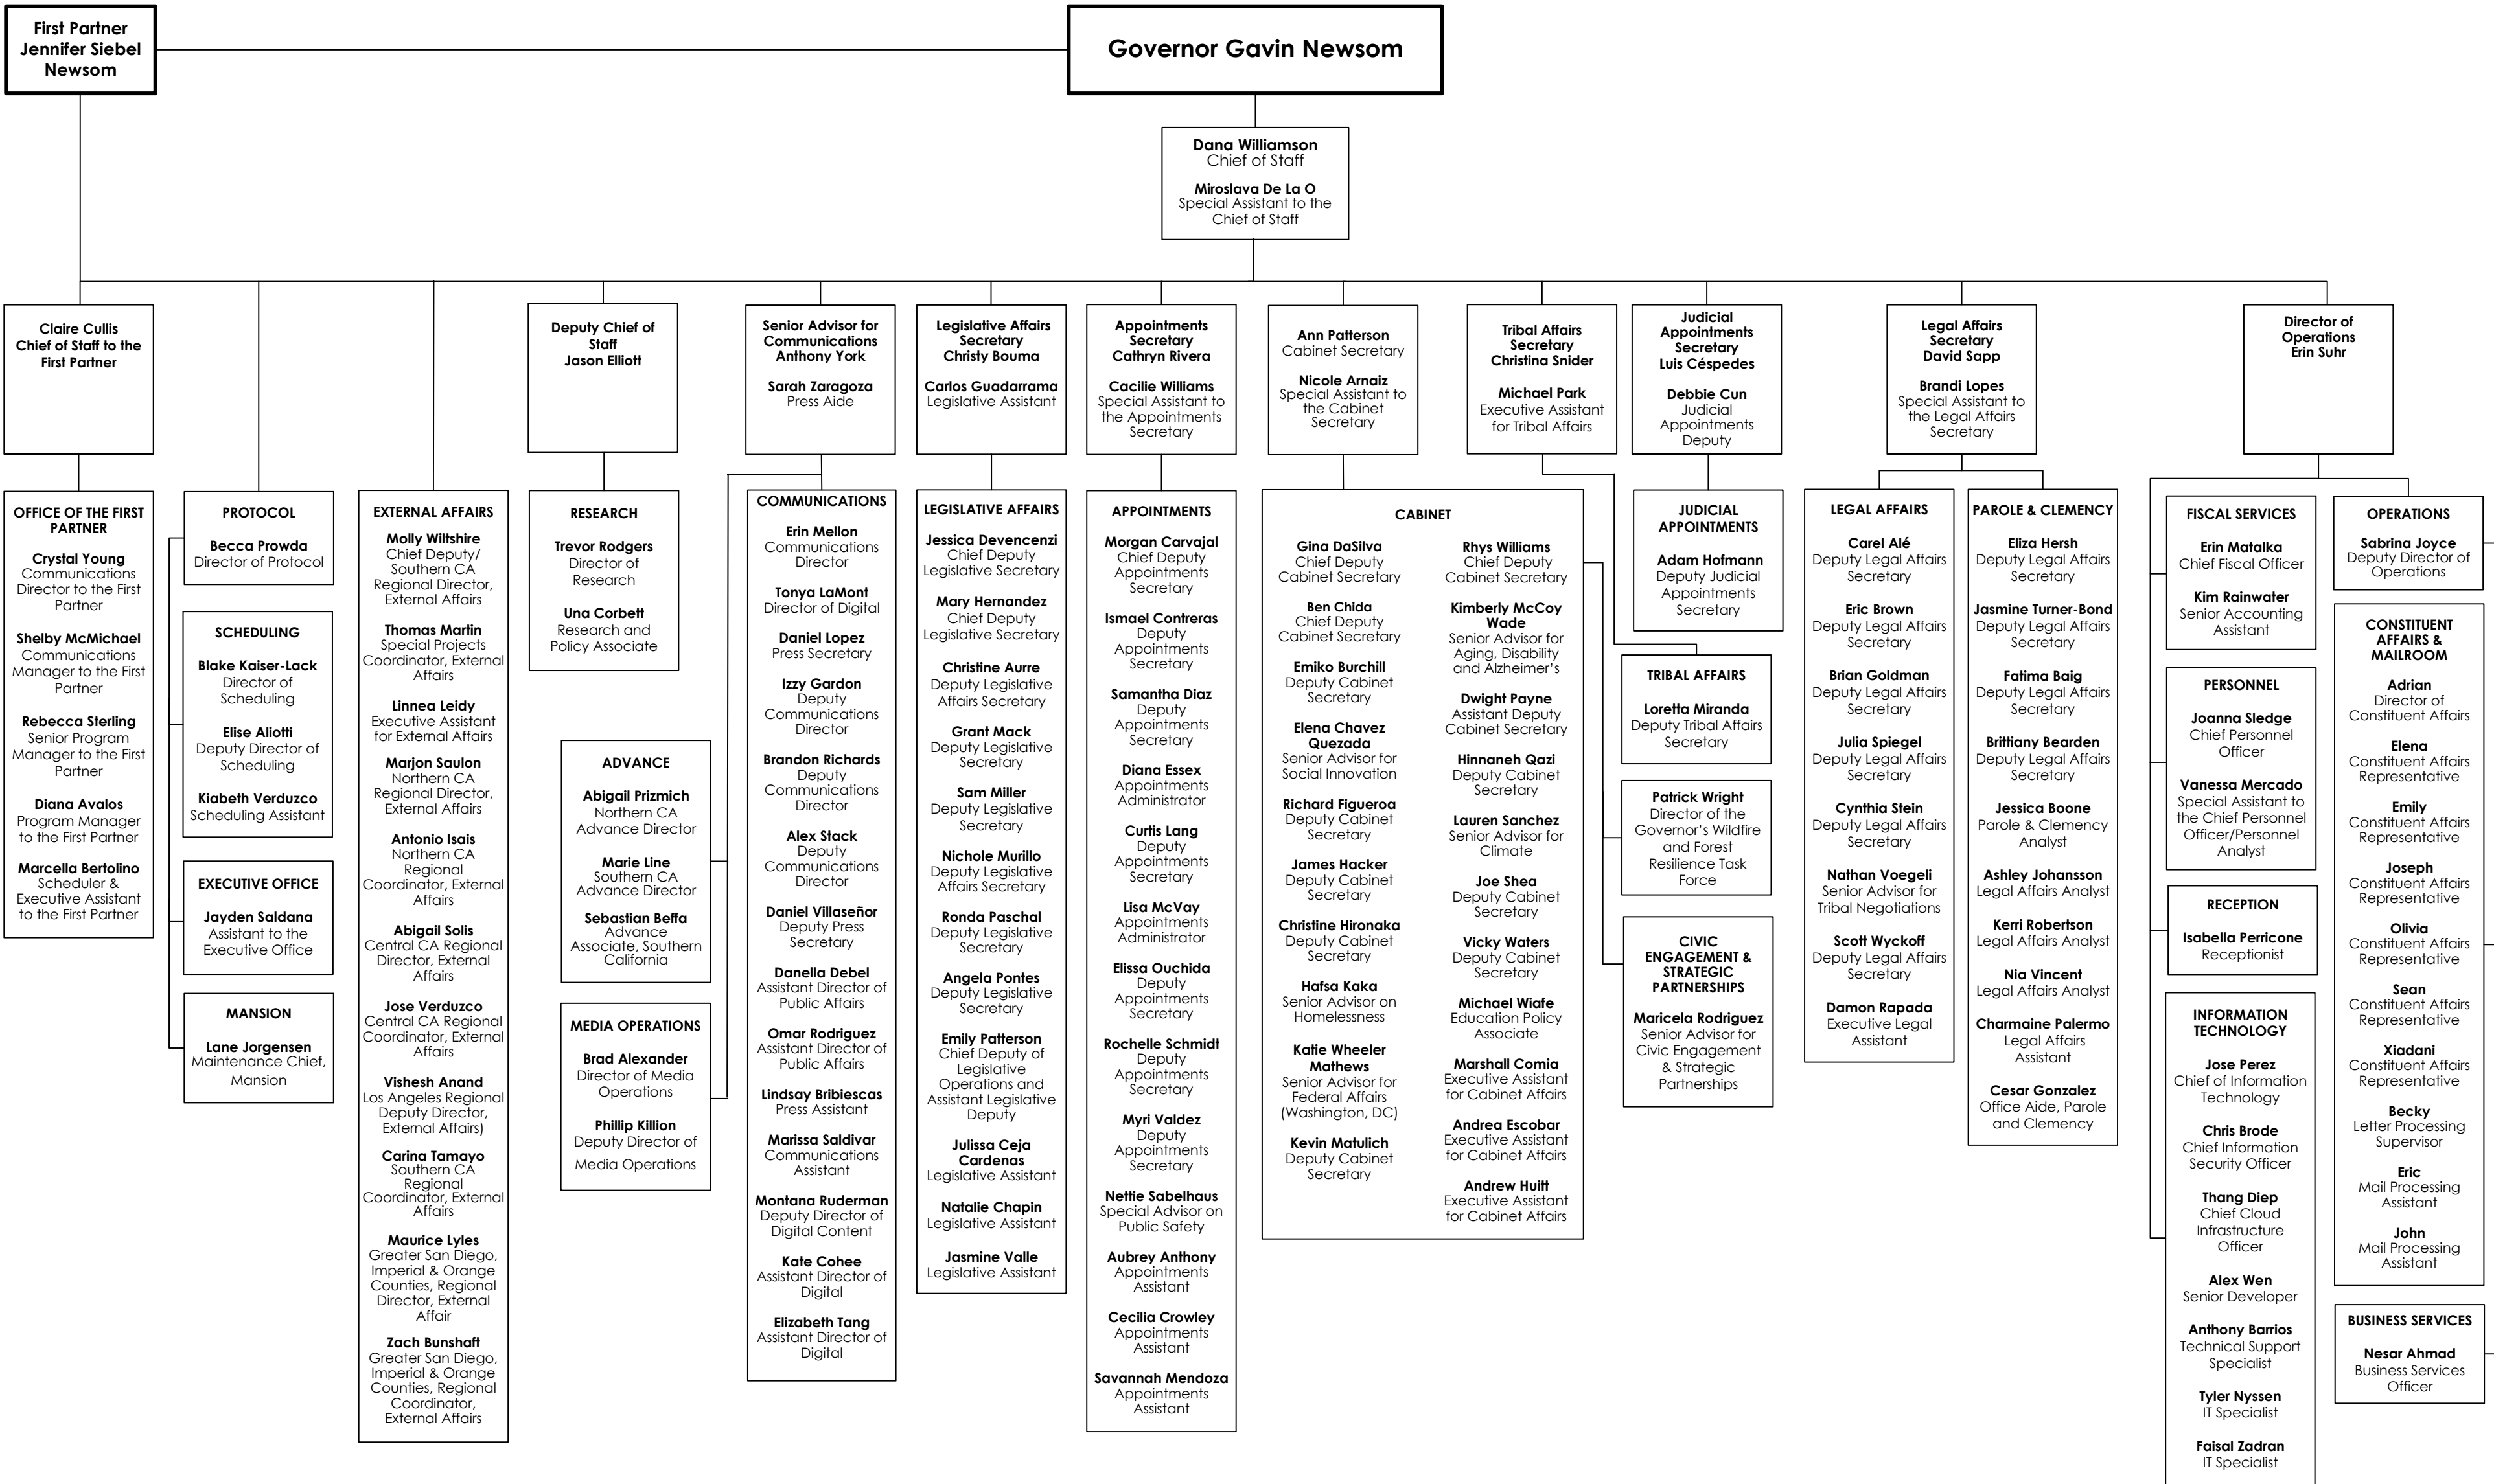 First Partner
Jennifer Siebel
Newsom
Governor Gavin Newsom
Dana Williamson
Chief of Staff
Miroslava De La O
Special Assistant to the
Chief of Staff
Claire Cullis
Chief of Staff to the
First Partner
Deputy Chief of
Staff
Jason Elliott
Senior Advisor for
Communications
Anthony York
Sarah Zaragoza
Press Aide
Legislative Affairs
Secretary
Christy Bouma
Carlos Guadarrama
Legislative Assistant
Appointments
Secretary
Cathryn Rivera
Cacilie Williams
Special Assistant to
the Appointments
Secretary
Ann Patterson
Cabinet Secretary
Nicole Arnaiz
Special Assistant to
the Cabinet
Secretary
Tribal Affairs
Secretary
Christina Snider
Michael Park
Executive Assistant
for Tribal Affairs
Judicial
Appointments
Secretary
Luis Céspedes
Debbie Cun
Judicial
Appointments
Deputy
Legal Affairs
Secretary
David Sapp
Brandi Lopes
Special Assistant to
the Legal Affairs
Secretary
Director of
Operations
Erin Suhr
OFFICE OF THE FIRST
PARTNER
Crystal Young
Communications
Director to the First
Partner
Shelby McMichael
Communications
Manager to the First
Partner
Rebecca Sterling
Senior Program
Manager to the First
Partner
Diana Avalos
Program Manager
to the First Partner
Marcella Bertolino
Scheduler &
Executive Assistant
to the First Partner
PROTOCOL
Becca Prowda
Director of Protocol
SCHEDULING
Blake Kaiser-Lack
Director of
Scheduling
Elise Aliotti
Deputy Director of
Scheduling
Kiabeth Verduzco
Scheduling Assistant
EXECUTIVE OFFICE
Jayden Saldana
Assistant to the
Executive Office
MANSION
Lane Jorgensen
Maintenance Chief,
Mansion
EXTERNAL AFFAIRS
Molly Wiltshire
Chief Deputy/
Southern CA
Regional Director,
External Affairs
Thomas Martin
Special Projects
Coordinator, External
Affairs
Linnea Leidy
Executive Assistant
for External Affairs
Marjon Saulon
Northern CA
Regional Director,
External Affairs
Antonio Isais
Northern CA
Regional
Coordinator, External
Affairs
Abigail Solis
Central CA Regional
Director, External
Affairs
Jose Verduzco
Central CA Regional
Coordinator, External
Affairs
Vishesh Anand
Los Angeles Regional
Deputy Director,
External Affairs)
Carina Tamayo
Southern CA
Regional
Coordinator, External
Affairs
Maurice Lyles
Greater San Diego,
Imperial & Orange
Counties, Regional
Director, External
Affair
Zach Bunshaft
Greater San Diego,
Imperial & Orange
Counties, Regional
Coordinator,
External Affairs
RESEARCH
Trevor Rodgers
Director of
Research
Una Corbett
Research and
Policy Associate
ADVANCE
Abigail Prizmich
Northern CA
Advance Director
Marie Line
Southern CA
Advance Director
Sebastian Beffa
Advance
Associate, Southern
California
MEDIA OPERATIONS
Brad Alexander
Director of Media
Operations
Phillip Killion
Deputy Director of
Media Operations
COMMUNICATIONS
Erin Mellon
Communications
Director
Tonya LaMont
Director of Digital
Daniel Lopez
Press Secretary
Izzy Gardon
Deputy
Communications
Director
Brandon Richards
Deputy
Communications
Director
Alex Stack
Deputy
Communications
Director
Daniel Villaseñor
Deputy Press
Secretary
Danella Debel
Assistant Director of
Public Affairs
Omar Rodriguez
Assistant Director of
Public Affairs
Lindsay Bribiescas
Press Assistant
Marissa Saldivar
Communications
Assistant
Montana Ruderman
Deputy Director of
Digital Content
Kate Cohee
Assistant Director of
Digital
Elizabeth Tang
Assistant Director of
Digital
LEGISLATIVE AFFAIRS
Jessica Devencenzi
Chief Deputy
Legislative Secretary
Mary Hernandez
Chief Deputy
Legislative Secretary
Christine Aurre
Deputy Legislative
Affairs Secretary
Grant Mack
Deputy Legislative
Secretary
Sam Miller
Deputy Legislative
Secretary
Nichole Murillo
Deputy Legislative
Affairs Secretary
Ronda Paschal
Deputy Legislative
Secretary
Angela Pontes
Deputy Legislative
Secretary
Emily Patterson
Chief Deputy of
Legislative
Operations and
Assistant Legislative
Deputy
Julissa Ceja
Cardenas
Legislative Assistant
Natalie Chapin
Legislative Assistant
Jasmine Valle
Legislative Assistant
APPOINTMENTS
Morgan Carvajal
Chief Deputy
Appointments
Secretary
Ismael Contreras
Deputy
Appointments
Secretary
Samantha Diaz
Deputy
Appointments
Secretary
Diana Essex
Appointments
Administrator
Curtis Lang
Deputy
Appointments
Secretary
Lisa McVay
Appointments
Administrator
Elissa Ouchida
Deputy
Appointments
Secretary
Rochelle Schmidt
Deputy
Appointments
Secretary
Myri Valdez
Deputy
Appointments
Secretary
Nettie Sabelhaus
Special Advisor on
Public Safety
Aubrey Anthony
Appointments
Assistant
Cecilia Crowley
Appointments
Assistant
Savannah Mendoza
Appointments
Assistant
CABINET
Gina DaSilva
Chief Deputy
Cabinet Secretary
Ben Chida
Chief Deputy
Cabinet Secretary
Emiko Burchill
Deputy Cabinet
Secretary
Elena Chavez
Quezada
Senior Advisor for
Social Innovation
Richard Figueroa
Deputy Cabinet
Secretary
James Hacker
Deputy Cabinet
Secretary
Christine Hironaka
Deputy Cabinet
Secretary
Hafsa Kaka
Senior Advisor on
Homelessness
Katie Wheeler
Mathews
Senior Advisor for
Federal Affairs
(Washington, DC)
Kevin Matulich
Deputy Cabinet
Secretary
Rhys Williams
Chief Deputy
Cabinet Secretary
Kimberly McCoy
Wade
Senior Advisor for
Aging, Disability
and Alzheimer's
Dwight Payne
Assistant Deputy
Cabinet Secretary
Hinnaneh Qazi
Deputy Cabinet
Secretary
Lauren Sanchez
Senior Advisor for
Climate
Joe Shea
Deputy Cabinet
Secretary
Vicky Waters
Deputy Cabinet
Secretary
Michael Wiafe
Education Policy
Associate
Marshall Comia
Executive Assistant
for Cabinet Affairs
Andrea Escobar
Executive Assistant
for Cabinet Affairs
Andrew Huitt
Executive Assistant
for Cabinet Affairs
JUDICIAL
APPOINTMENTS
Adam Hofmann
Deputy Judicial
Appointments
Secretary
TRIBAL AFFAIRS
Loretta Miranda
Deputy Tribal Affairs
Secretary
Patrick Wright
Director of the
Governor's Wildfire
and Forest
Resilience Task
Force
CIVIC
ENGAGEMENT &
STRATEGIC
PARTNERSHIPS
Maricela Rodriguez
Senior Advisor for
Civic Engagement
& Strategic
Partnerships
LEGAL AFFAIRS
Carel Alé
Deputy Legal Affairs
Secretary
Eric Brown
Deputy Legal Affairs
Secretary
Brian Goldman
Deputy Legal Affairs
Secretary
Julia Spiegel
Deputy Legal Affairs
Secretary
Cynthia Stein
Deputy Legal Affairs
Secretary
Nathan Voegeli
Senior Advisor for
Tribal Negotiations
Scott Wyckoff
Deputy Legal Affairs
Secretary
Damon Rapada
Executive Legal
Assistant
PAROLE & CLEMENCY
Eliza Hersh
Deputy Legal Affairs
Secretary
Jasmine Turner-Bond
Deputy Legal Affairs
Secretary
Fatima Baig
Deputy Legal Affairs
Secretary
Brittiany Bearden
Deputy Legal Affairs
Secretary
Jessica Boone
Parole & Clemency
Analyst
Ashley Johansson
Legal Affairs Analyst
Kerri Robertson
Legal Affairs Analyst
Nia Vincent
Legal Affairs Analyst
Charmaine Palermo
Legal Affairs
Assistant
Cesar Gonzalez
Office Aide, Parole
and Clemency
FISCAL SERVICES
Erin Matalka
Chief Fiscal Officer
Kim Rainwater
Senior Accounting
Assistant
PERSONNEL
Joanna Sledge
Chief Personnel
Officer
Vanessa Mercado
Special Assistant to
the Chief Personnel
Officer/Personnel
Analyst
RECEPTION
Isabella Perricone
Receptionist
INFORMATION
TECHNOLOGY
Jose Perez
Chief of Information
Technology
Chris Brode
Chief Information
Security Officer
Thang Diep
Chief Cloud
Infrastructure
Officer
Alex Wen
Senior Developer
Anthony Barrios
Technical Support
Specialist
Tyler Nyssen
IT Specialist
Faisal Zadran
IT Specialist
OPERATIONS
Sabrina Joyce
Deputy Director of
Operations
CONSTITUENT
AFFAIRS &
MAILROOM
Adrian
Director of
Constituent Affairs
Elena
Constituent Affairs
Representative
Emily
Constituent Affairs
Representative
Joseph
Constituent Affairs
Representative
Olivia
Constituent Affairs
Representative
Sean
Constituent Affairs
Representative
Xiadani
Constituent Affairs
Representative
Becky
Letter Processing
Supervisor
Eric
Mail Processing
Assistant
John
Mail Processing
Assistant
BUSINESS SERVICES
Nesar Ahmad
Business Services
Officer